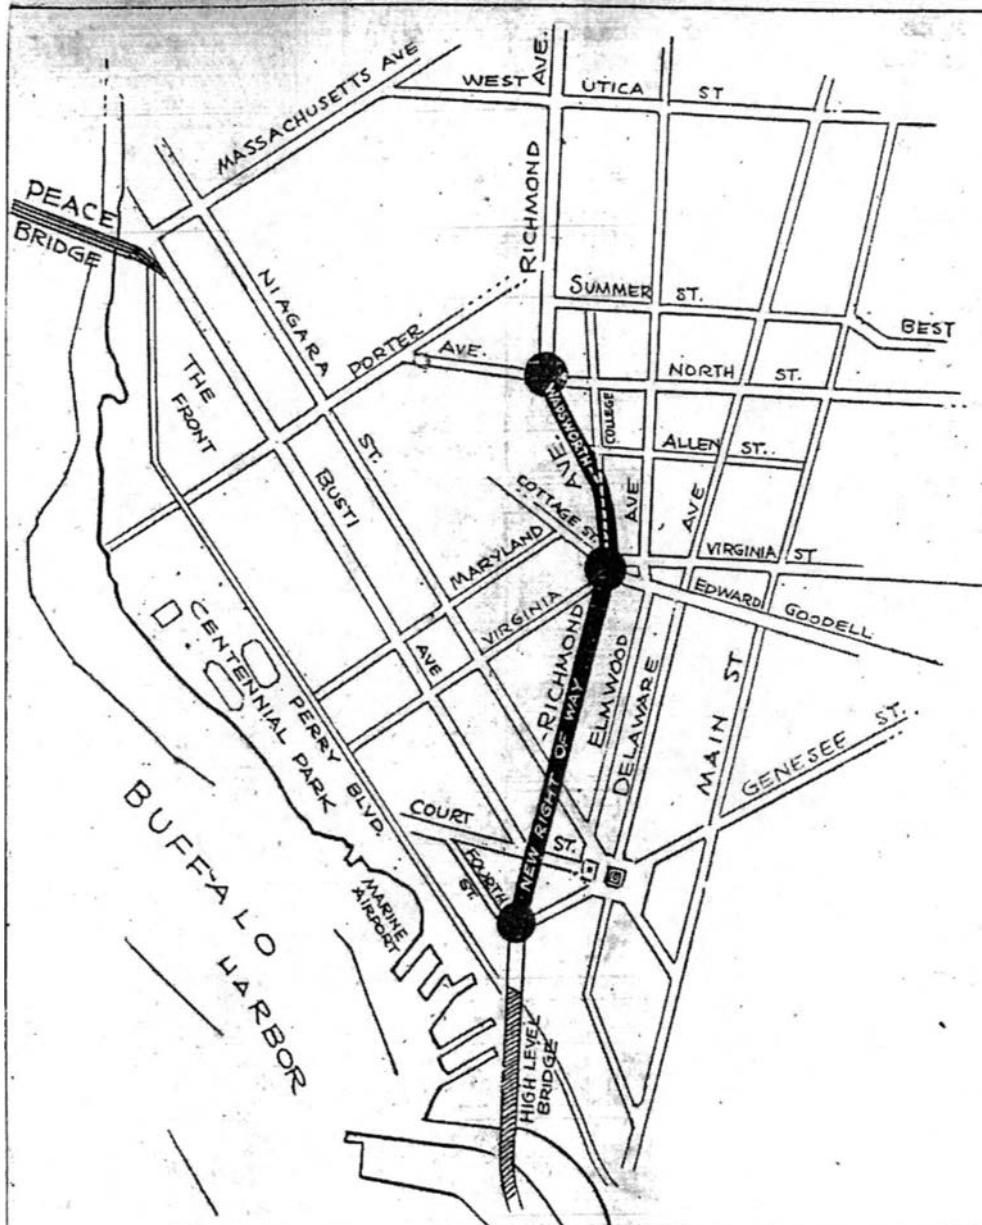 MASSACHUSETTS AVE
WEST UTICA ST
RICHMOND AVE.
PEACE
BRIDGE
NIAGARA ST.
SUMMER ST.
BEST
PORTER AVE.
NORTH ST.
THE
FRONT
WADSWORTH-S
AVE.
COLLEGE
ALLEN ST.
BUSTI AVE
COTTAGE ST.
AVE
AVE
MARYLAND
VIRGINIA ST
VIRGINIA
EDWARD
GOODELL
CENTENNIAL PARK
PERRY BLVD.
-RICHMOND
NEW RIGHT OF WAY
ELMWOOD
DELAWARE
MAIN ST
GENESEE ST.
COURT ST.
FOURTH
ST.
BUFFALO
HARBOR
MARINE
AIRPORT
HIGH LEVEL
BRIDGE